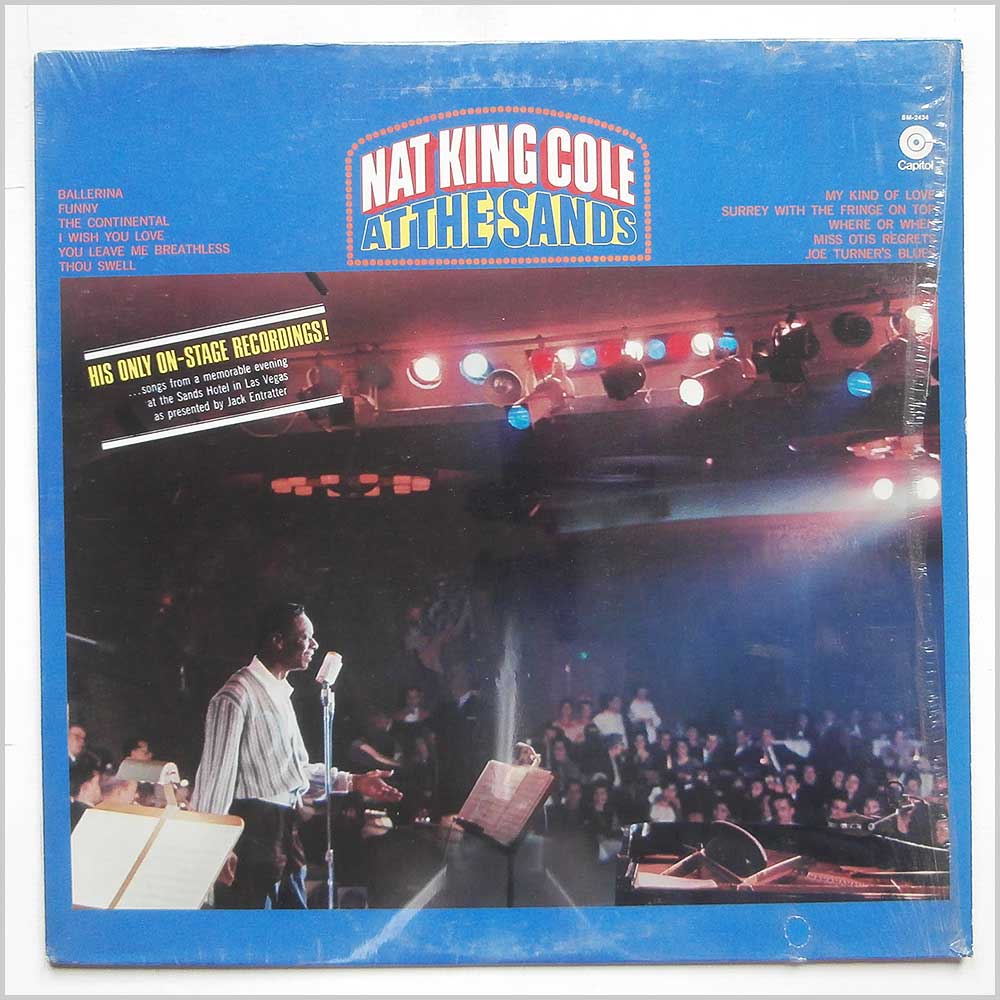 SM-2434
Capitol
NAT KING COLE
AT THE SANDS
BALLERINA
FUNNY
THE CONTINENTAL
I WISH YOU LOVE
YOU LEAVE ME BREATHLESS
THOU SWELL
MY KIND OF LOVE
SURREY WITH THE FRINGE ON TOP
WHERE OR WHEN
MISS OTIS REGRETS
JOE TURNER'S BLUES
HIS ONLY ON-STAGE RECORDINGS!
...songs from a memorable evening
at the Sands Hotel in Las Vegas
as presented by Jack Entratter